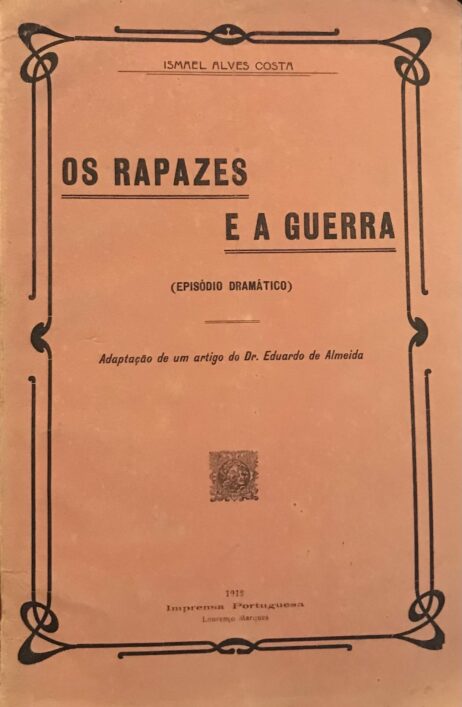 ISMAEL ALVES COSTA
OS RAPAZES
E A GUERRA
(EPISÓDIO DRAMÁTICO)
Adaptação de um artigo do Dr. Eduardo de Almeida
Imprensa Portuguesa
Lourenço Marques